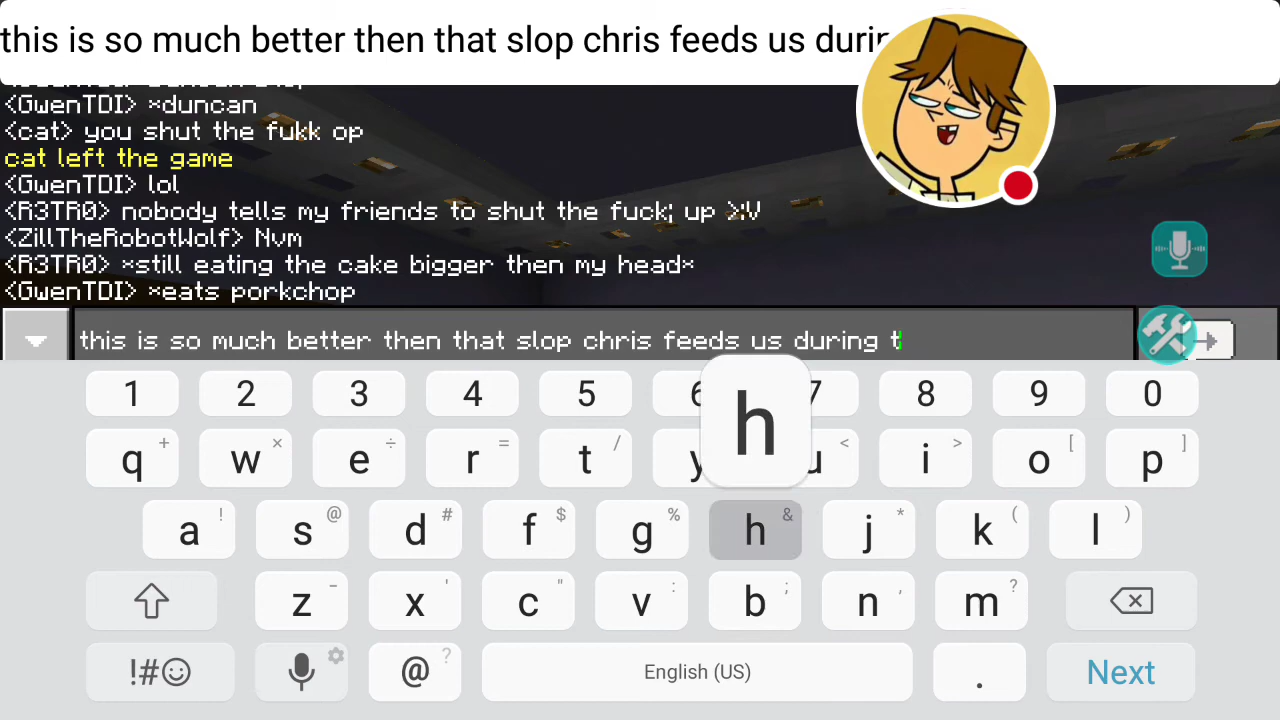 this is so much better then that slop chris feeds us durin
<GwenTDI> *duncan
<cat> you shut the fukk op
cat left the game
<GwenTDI> lol
<R3TR0> nobody tells my friends to shut the fuck; up >:V
<ZillTheRobotWolf> Nvm
<R3TR0> *still eating the cake bigger then my head*
<GwenTDI> *eats porkchop
this is so much better then that slop chris feeds us during t
1 2 3 4 5 6 7 8 9 0
h
q + w × e ÷ r = t / y u < i > o [ p ]
a ! s @ d # f $ g % h & j * k ( l )
z - x ' c " v : b ; n , m ?
!#☺ @ ? English (US) . Next